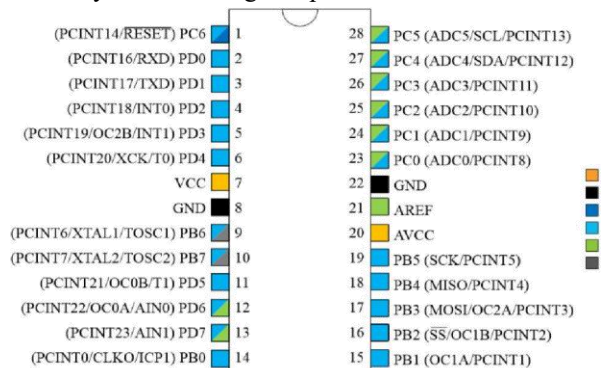 (PCINT14/RESET) PC6 1 28 PC5 (ADC5/SCL/PCINT13)
(PCINT16/RXD) PD0 2 27 PC4 (ADC4/SDA/PCINT12)
(PCINT17/TXD) PD1 3 26 PC3 (ADC3/PCINT11)
(PCINT18/INT0) PD2 4 25 PC2 (ADC2/PCINT10)
(PCINT19/OC2B/INT1) PD3 5 24 PC1 (ADC1/PCINT9)
(PCINT20/XCK/T0) PD4 6 23 PC0 (ADC0/PCINT8)
VCC 7 22 GND
GND 8 21 AREF
(PCINT6/XTAL1/TOSC1) PB6 9 20 AVCC
(PCINT7/XTAL2/TOSC2) PB7 10 19 PB5 (SCK/PCINT5)
(PCINT21/OC0B/T1) PD5 11 18 PB4 (MISO/PCINT4)
(PCINT22/OC0A/AIN0) PD6 12 17 PB3 (MOSI/OC2A/PCINT3)
(PCINT23/AIN1) PD7 13 16 PB2 (SS/OC1B/PCINT2)
(PCINT0/CLKO/ICP1) PB0 14 15 PB1 (OC1A/PCINT1)